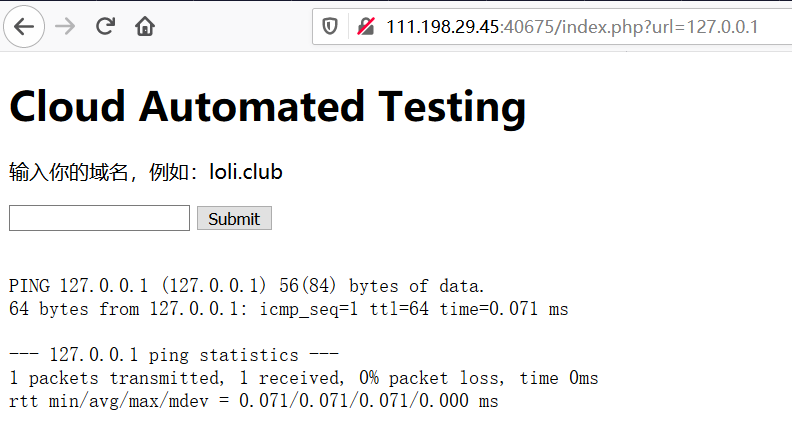 111.198.29.45:40675/index.php?url=127.0.0.1
Cloud Automated Testing
输入你的域名，例如：loli.club
Submit
PING 127.0.0.1 (127.0.0.1) 56(84) bytes of data.
64 bytes from 127.0.0.1: icmp_seq=1 ttl=64 time=0.071 ms
--- 127.0.0.1 ping statistics ---
1 packets transmitted, 1 received, 0% packet loss, time 0ms
rtt min/avg/max/mdev = 0.071/0.071/0.071/0.000 ms